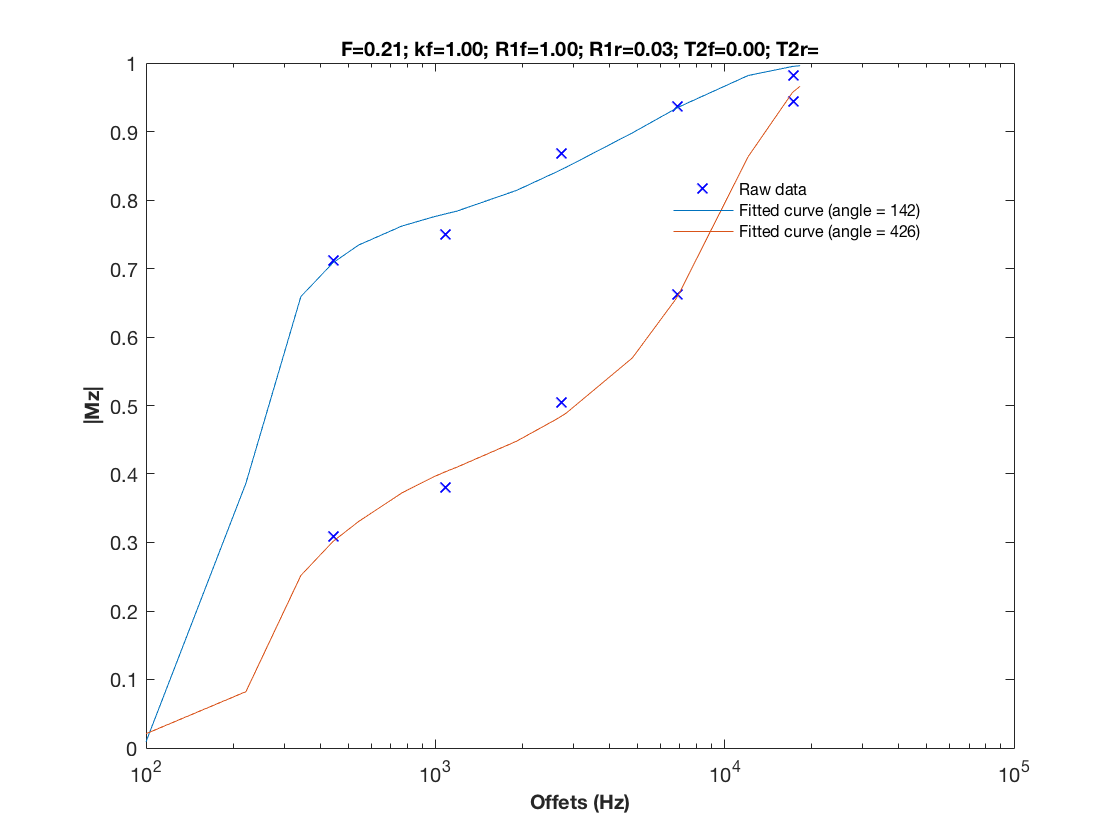 F=0.21; kf=1.00; R1f=1.00; R1r=0.03; T2f=0.00; T2r=
1
0.9
0.8
0.7
0.6
0.5
0.4
0.3
0.2
0.1
0
|Mz|
Raw data
Fitted curve (angle = 142)
Fitted curve (angle = 426)
10^2 10^3 10^4 10^5
Offets (Hz)